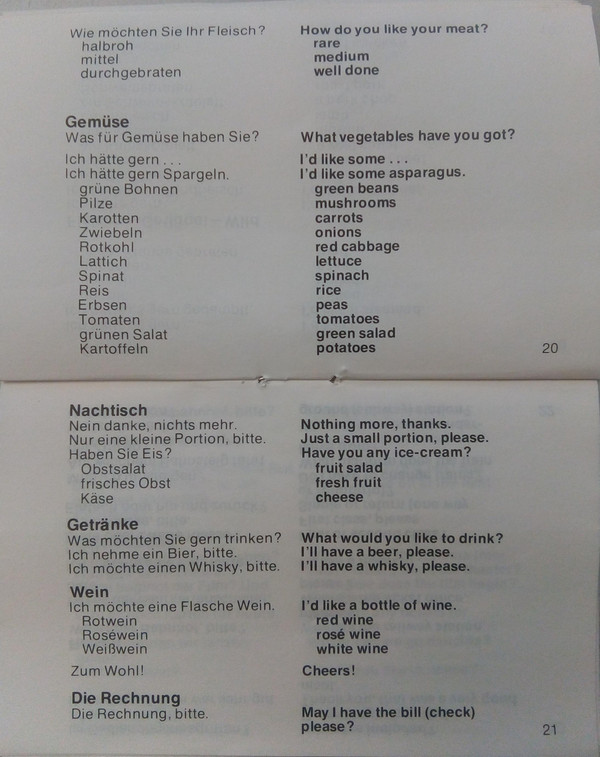 Wie möchten Sie Ihr Fleisch? How do you like your meat?
halbroh rare
mittel medium
durchgebraten well done
Gemüse
Was für Gemüse haben Sie? What vegetables have you got?
Ich hätte gern . . . I'd like some . . .
Ich hätte gern Spargeln. I'd like some asparagus.
grüne Bohnen green beans
Pilze mushrooms
Karotten carrots
Zwiebeln onions
Rotkohl red cabbage
Lattich lettuce
Spinat spinach
Reis rice
Erbsen peas
Tomaten tomatoes
grünen Salat green salad
Kartoffeln potatoes
20
Nachtisch
Nein danke, nichts mehr. Nothing more, thanks.
Nur eine kleine Portion, bitte. Just a small portion, please.
Haben Sie Eis? Have you any ice-cream?
Obstsalat fruit salad
frisches Obst fresh fruit
Käse cheese
Getränke
Was möchten Sie gern trinken? What would you like to drink?
Ich nehme ein Bier, bitte. I'll have a beer, please.
Ich möchte einen Whisky, bitte. I'll have a whisky, please.
Wein
Ich möchte eine Flasche Wein. I'd like a bottle of wine.
Rotwein red wine
Roséwein rosé wine
Weißwein white wine
Zum Wohl! Cheers!
Die Rechnung
Die Rechnung, bitte. May I have the bill (check)
please?
21